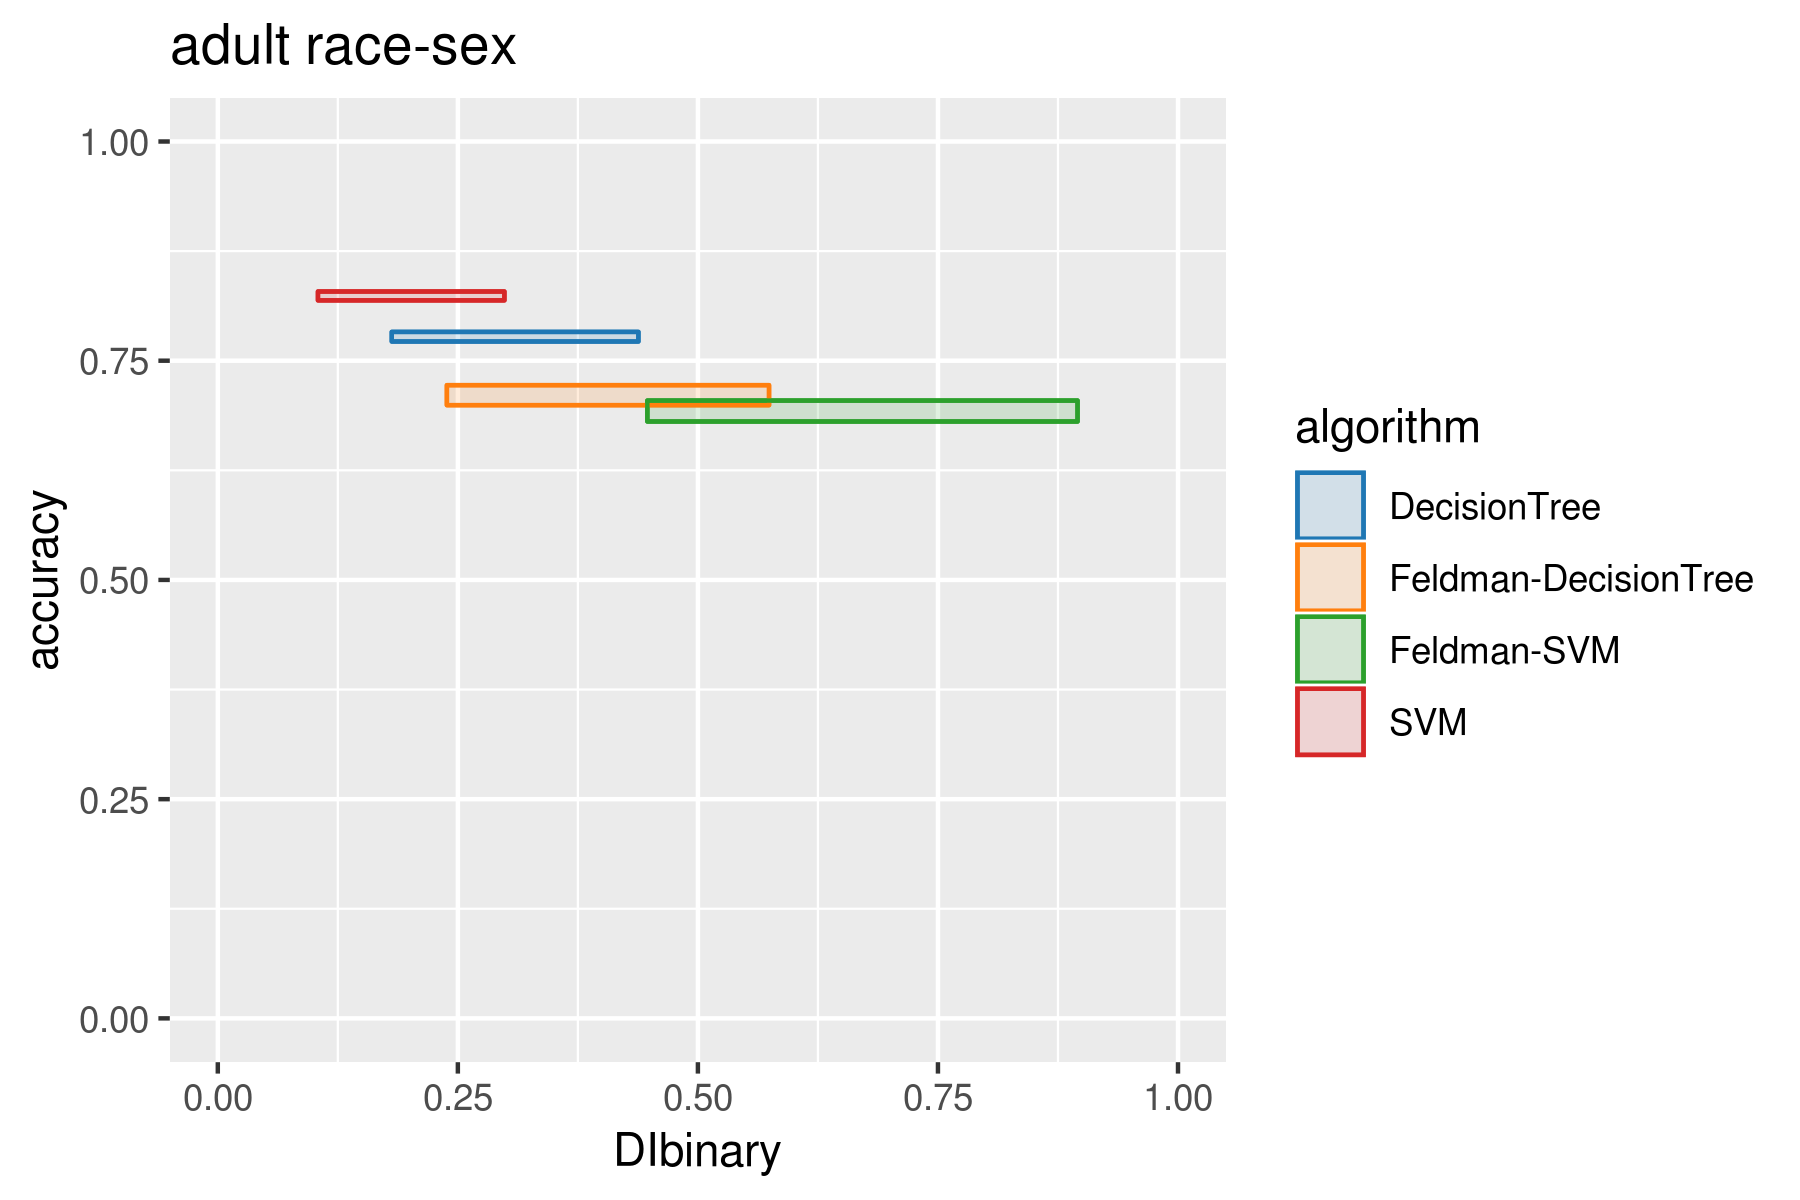 adult race-sex
1.00
0.75
0.50
0.25
0.00
accuracy
0.00 0.25 0.50 0.75 1.00
DIbinary
algorithm
DecisionTree
Feldman-DecisionTree
Feldman-SVM
SVM